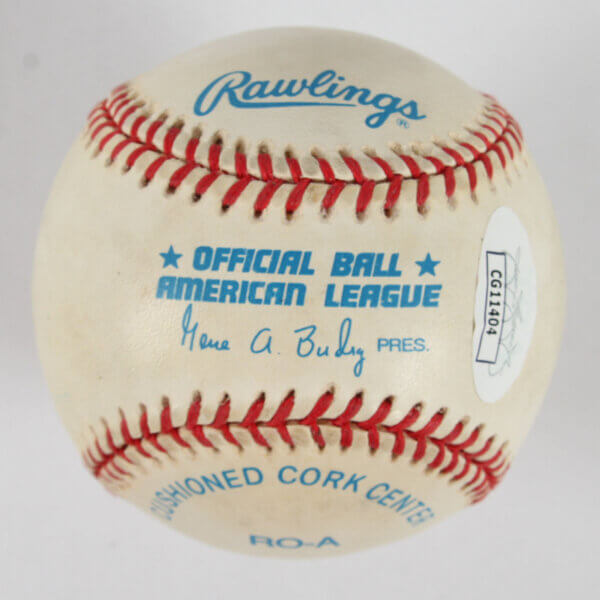 Rawlings®
★ OFFICIAL BALL ★
AMERICAN LEAGUE
Gene A. Budig PRES.
CUSHIONED CORK CENTER
RO-A
CG11404